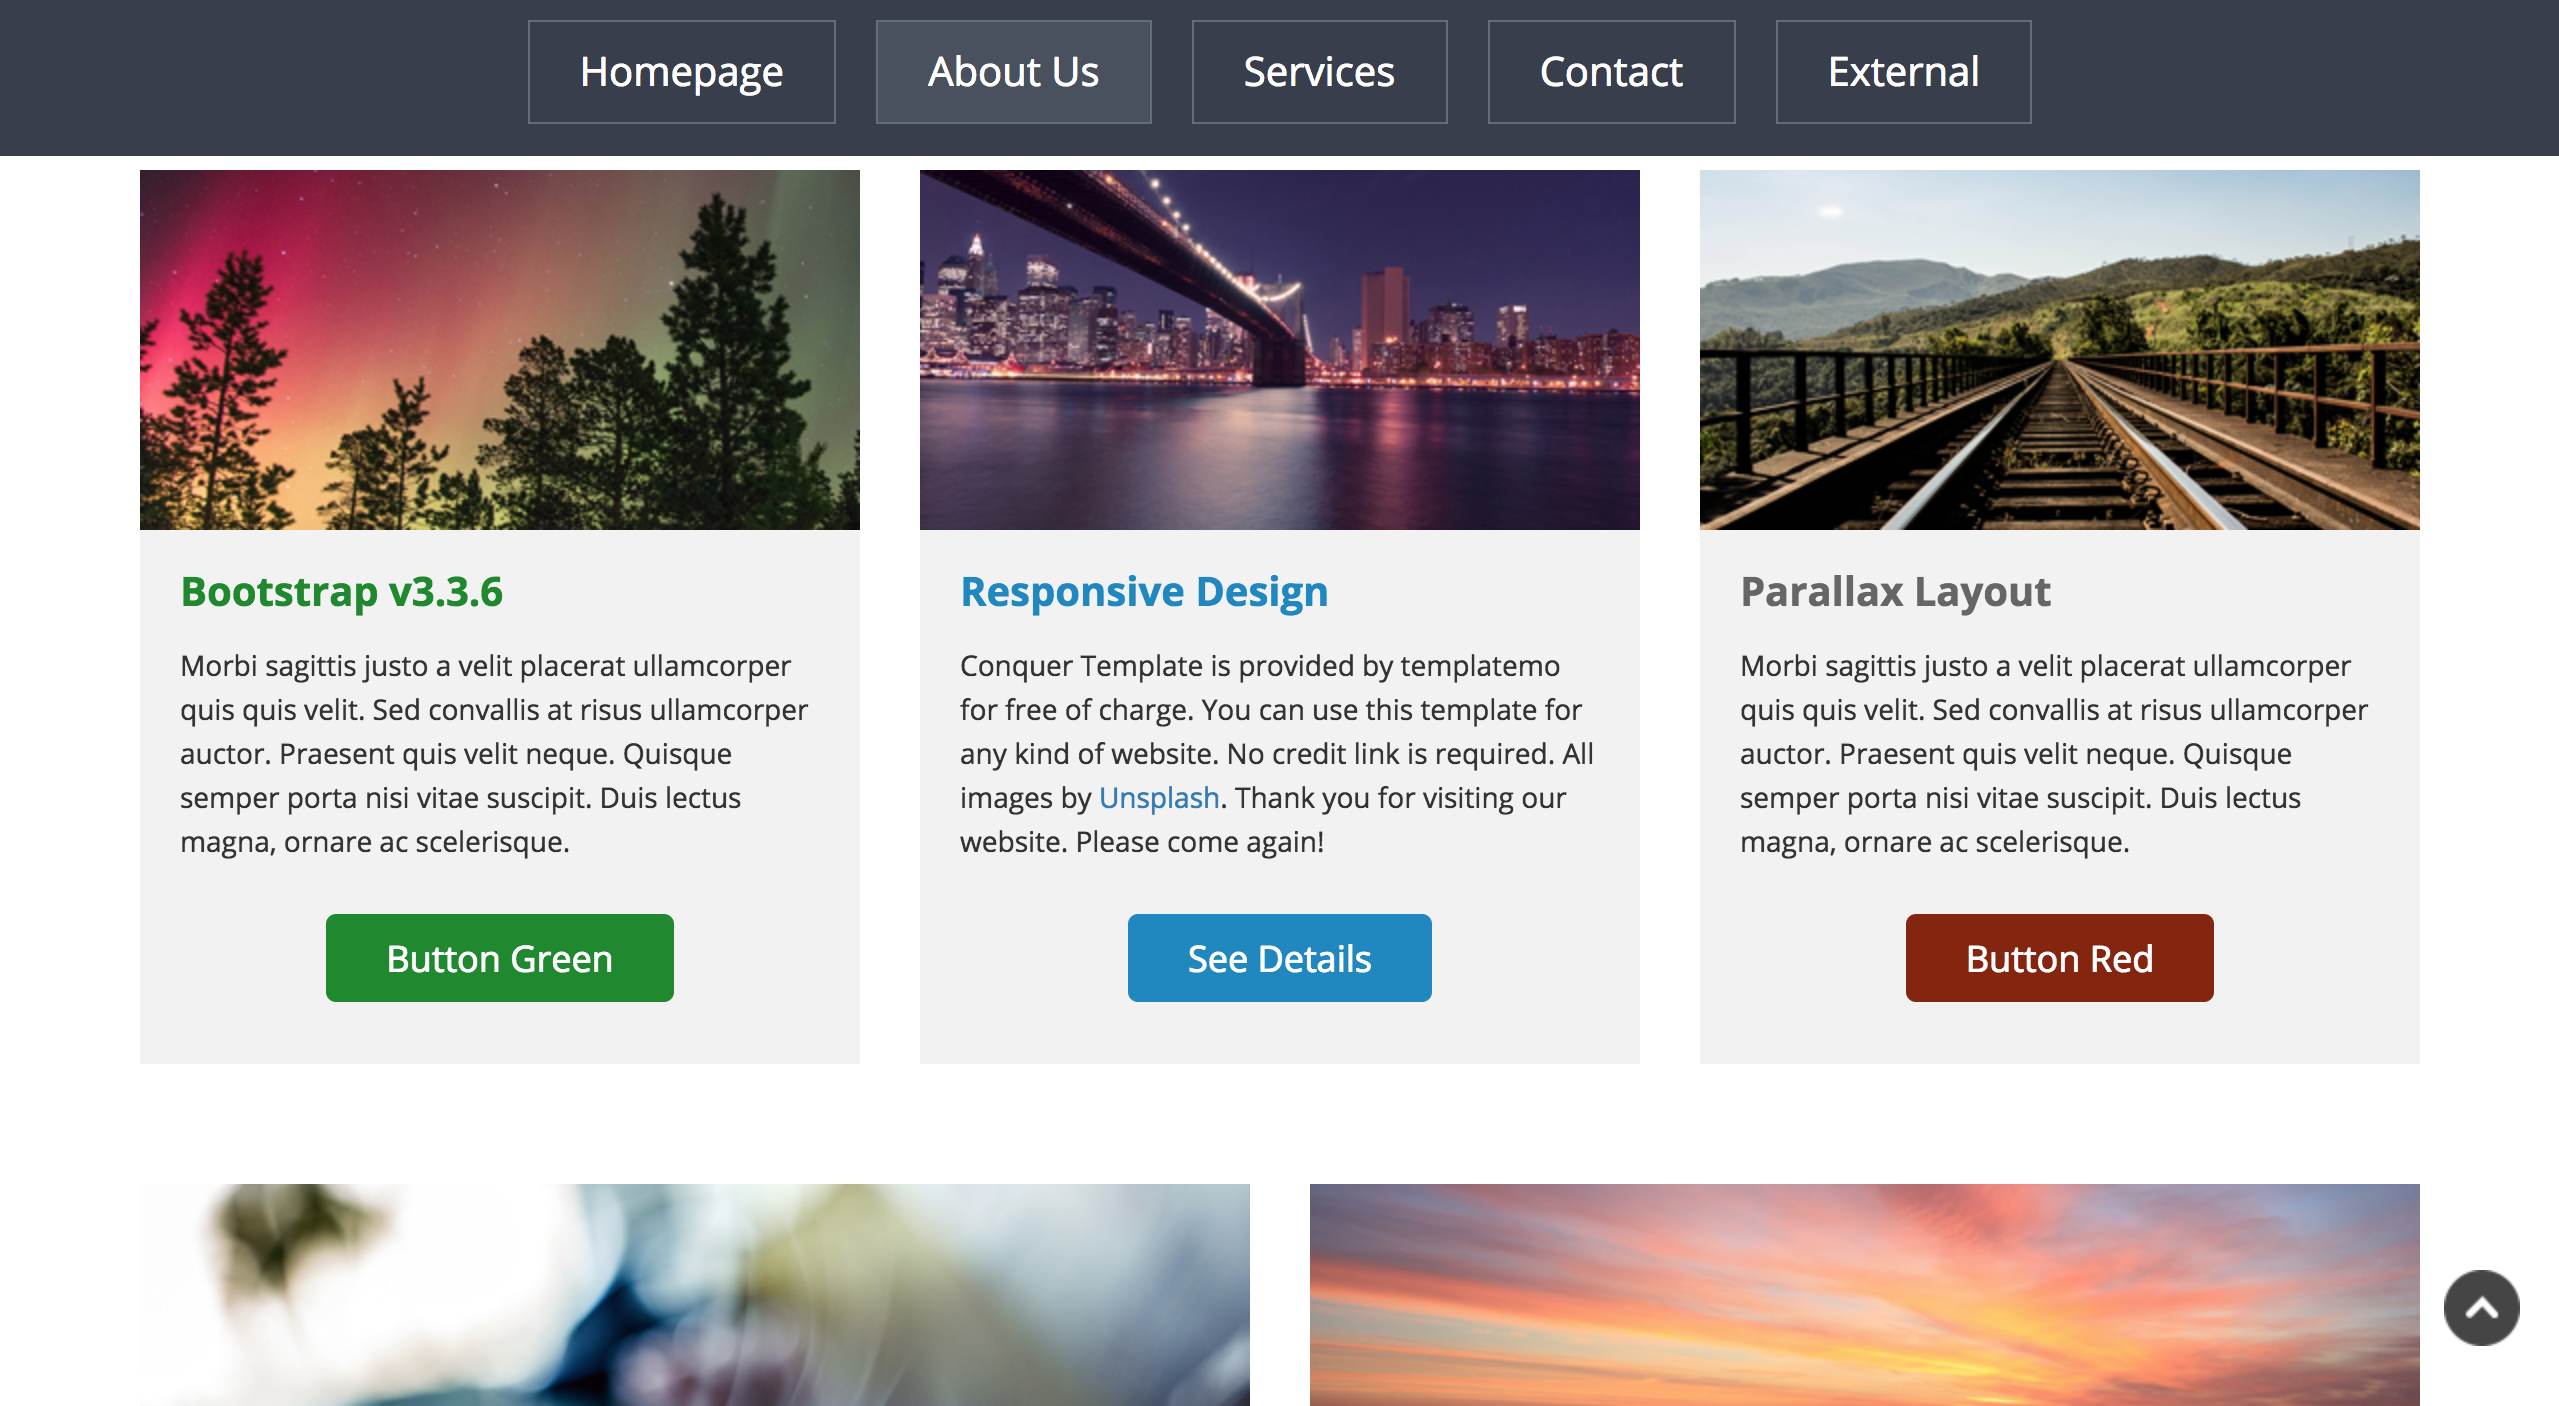 Homepage
About Us
Services
Contact
External
Bootstrap v3.3.6
Morbi sagittis justo a velit placerat ullamcorper
quis quis velit. Sed convallis at risus ullamcorper
auctor. Praesent quis velit neque. Quisque
semper porta nisi vitae suscipit. Duis lectus
magna, ornare ac scelerisque.
Button Green
Responsive Design
Conquer Template is provided by templatemo
for free of charge. You can use this template for
any kind of website. No credit link is required. All
images by Unsplash. Thank you for visiting our
website. Please come again!
See Details
Parallax Layout
Morbi sagittis justo a velit placerat ullamcorper
quis quis velit. Sed convallis at risus ullamcorper
auctor. Praesent quis velit neque. Quisque
semper porta nisi vitae suscipit. Duis lectus
magna, ornare ac scelerisque.
Button Red